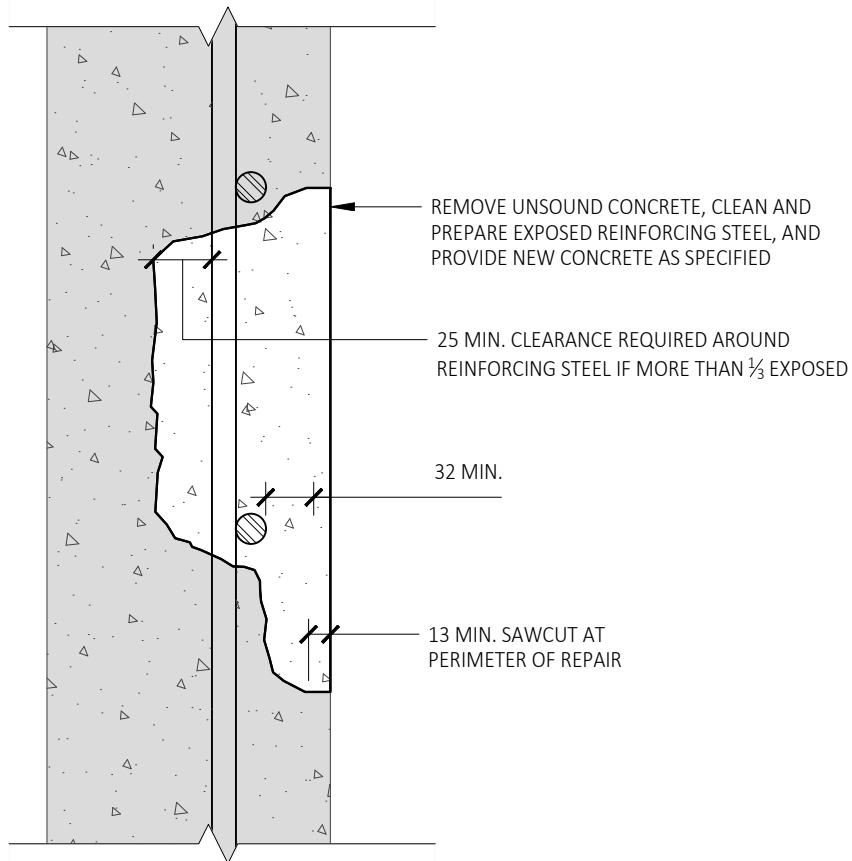 REMOVE UNSOUND CONCRETE, CLEAN AND
PREPARE EXPOSED REINFORCING STEEL, AND
PROVIDE NEW CONCRETE AS SPECIFIED
25 MIN. CLEARANCE REQUIRED AROUND
REINFORCING STEEL IF MORE THAN ⅓ EXPOSED
32 MIN.
13 MIN. SAWCUT AT
PERIMETER OF REPAIR